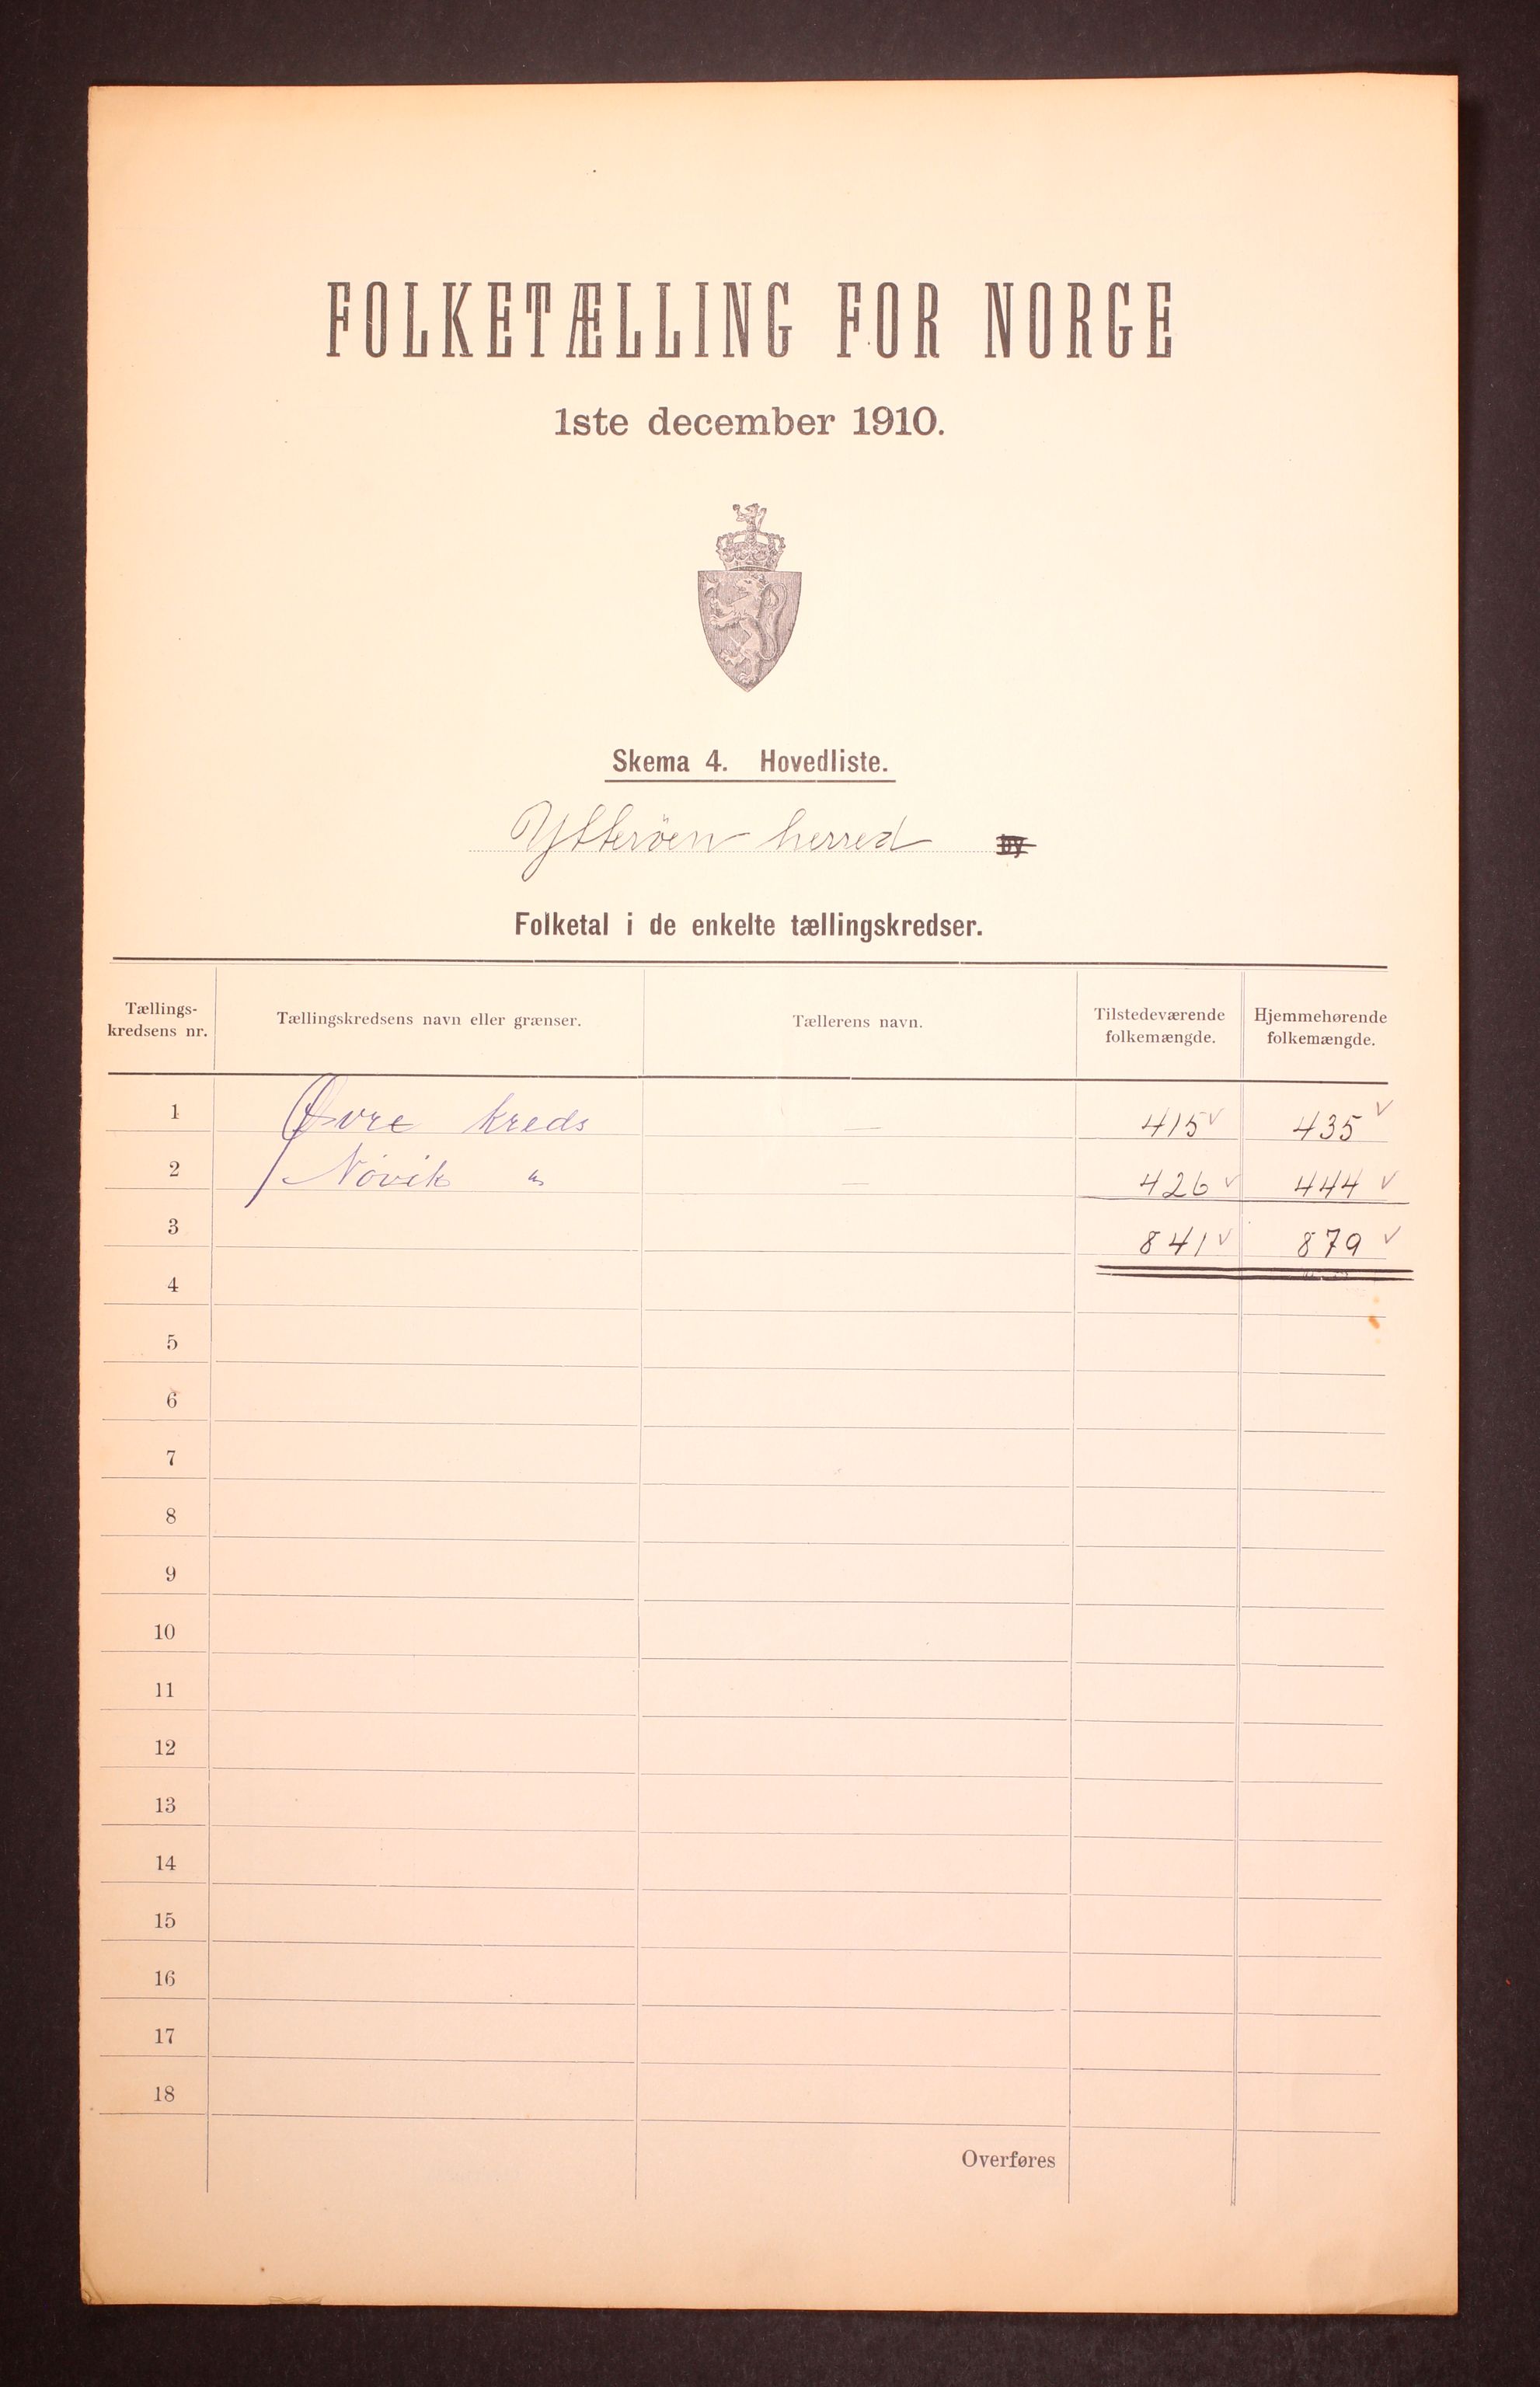 FOLKETÆLLING FOR NORGE
1ste december 1910.
Skema 4. Hovedliste.
Ytterøen herred by
Folketal i de enkelte tællingskredser.
Tællings-kredsens nr. Tællingskredsens navn eller grænser. Tællerens navn. Tilstedeværende folkemængde. Hjemmehørende folkemængde.
1 Øvre kreds — 415 435
2 Növik " — 426 444
3 841 879
4
5
6
7
8
9
10
11
12
13
14
15
16
17
18
Overføres